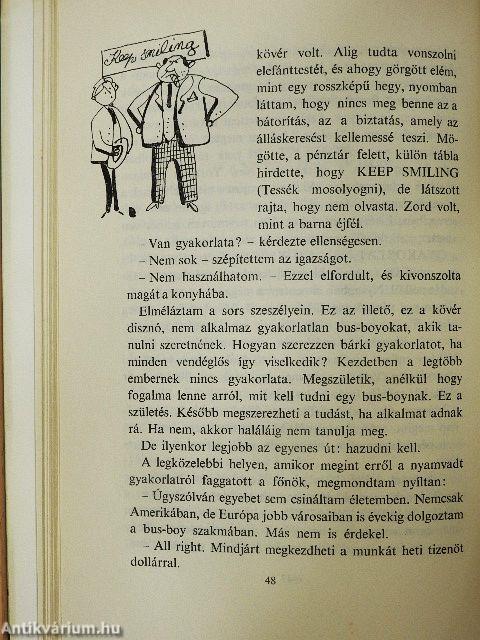 Keep smiling
kövér volt. Alig tudta vonszolni
elefánttestét, és ahogy görgött elém,
mint egy rosszképű hegy, nyomban
láttam, hogy nincs meg benne az a
bátorítás, az a biztatás, amely az
álláskeresést kellemessé teszi. Mö-
götte, a pénztár felett, külön tábla
hirdette, hogy KEEP SMILING
(Tessék mosolyogni), de látszott
rajta, hogy nem olvasta. Zord volt,
mint a barna éjfél.
– Van gyakorlata? – kérdezte ellenségesen.
– Nem sok – szépítettem az igazságot.
– Nem használhatom. – Ezzel elfordult, és kivonszolta
magát a konyhába.
Elméláztam a sors szeszélyein. Ez az illető, ez a kövér
disznó, nem alkalmaz gyakorlatlan bus-boyokat, akik ta-
nulni szeretnének. Hogyan szerezzen bárki gyakorlatot, ha
minden vendéglős így viselkedik? Kezdetben a legtöbb
embernek nincs gyakorlata. Megszületik, anélkül hogy
fogalma lenne arról, mit kell tudni egy bus-boynak. Ez a
születés. Később megszerezheti a tudást, ha alkalmat adnak
rá. Ha nem, akkor haláláig nem tanulja meg.
De ilyenkor legjobb az egyenes út: hazudni kell.
A legközelebbi helyen, amikor megint erről a nyamvadt
gyakorlatról faggatott a főnök, megmondtam nyíltan:
– Úgyszólván egyebet sem csináltam életemben. Nemcsak
Amerikában, de Európa jobb városaiban is évekig dolgoztam
a bus-boy szakmában. Más nem is érdekel.
– All right. Mindjárt megkezdheti a munkát heti tizenöt
dollárral.
48
Antikvárium.hu